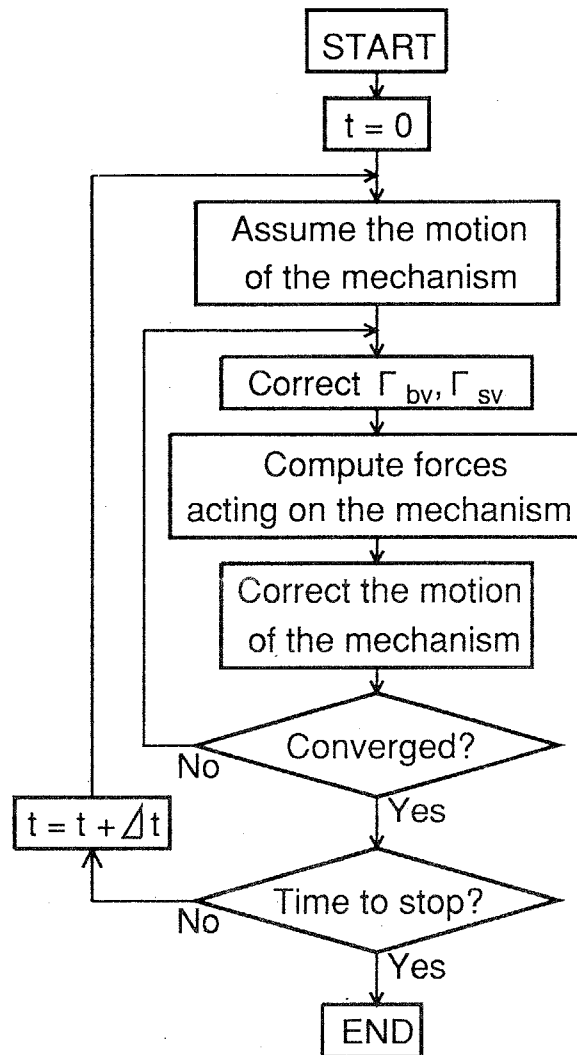 START
t = 0
Assume the motion
of the mechanism
Correct Γbv, Γsv
Compute forces
acting on the mechanism
Correct the motion
of the mechanism
Converged?
No
Yes
t = t + Δt
Time to stop?
No
Yes
END